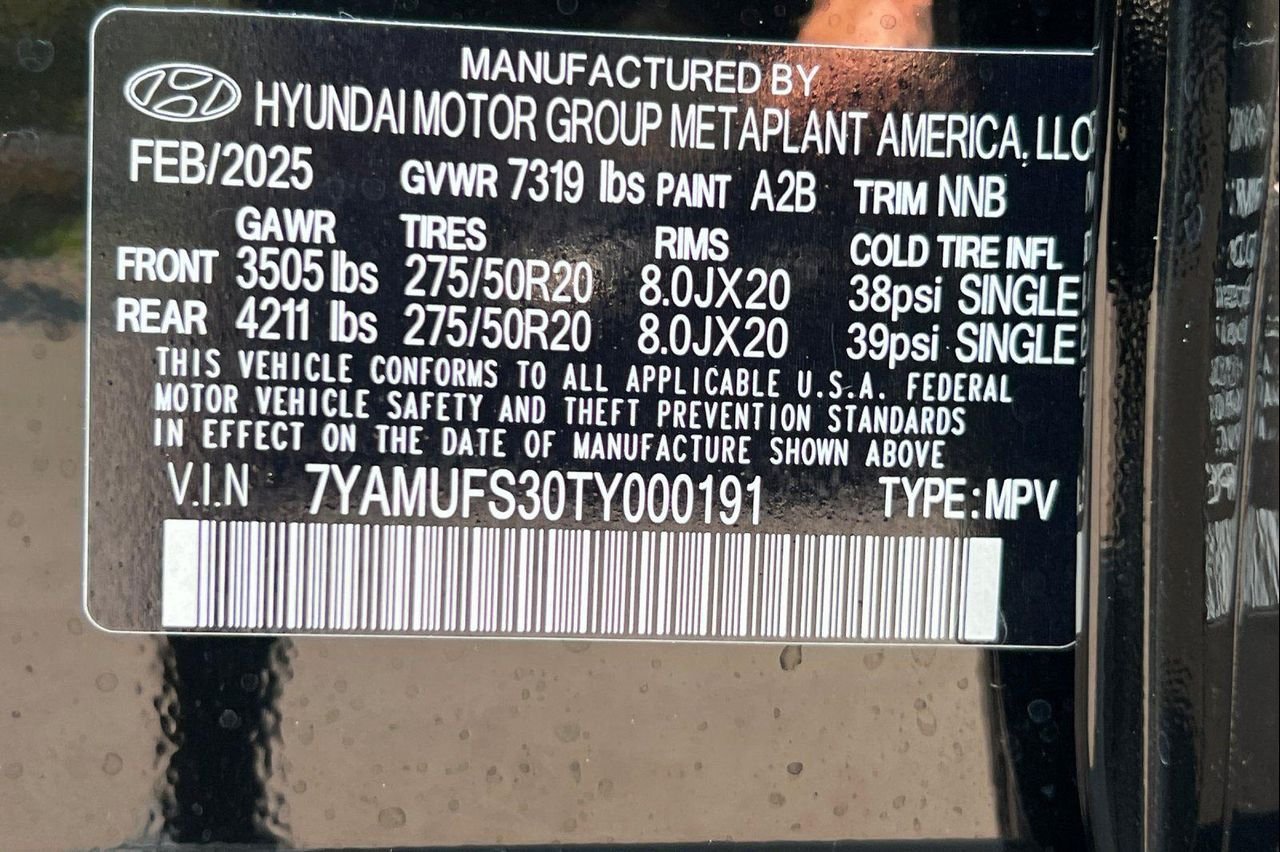 MANUFACTURED BY
HYUNDAI MOTOR GROUP METAPLANT AMERICA, LLC
FEB/2025 GVWR 7319 lbs PAINT A2B TRIM NNB
GAWR TIRES RIMS COLD TIRE INFL
FRONT 3505 lbs 275/50R20 8.0JX20 38psi SINGLE
REAR 4211 lbs 275/50R20 8.0JX20 39psi SINGLE
THIS VEHICLE CONFORMS TO ALL APPLICABLE U.S.A. FEDERAL
MOTOR VEHICLE SAFETY AND THEFT PREVENTION STANDARDS
IN EFFECT ON THE DATE OF MANUFACTURE SHOWN ABOVE
V.I.N 7YAMUFS30TY000191 TYPE:MPV